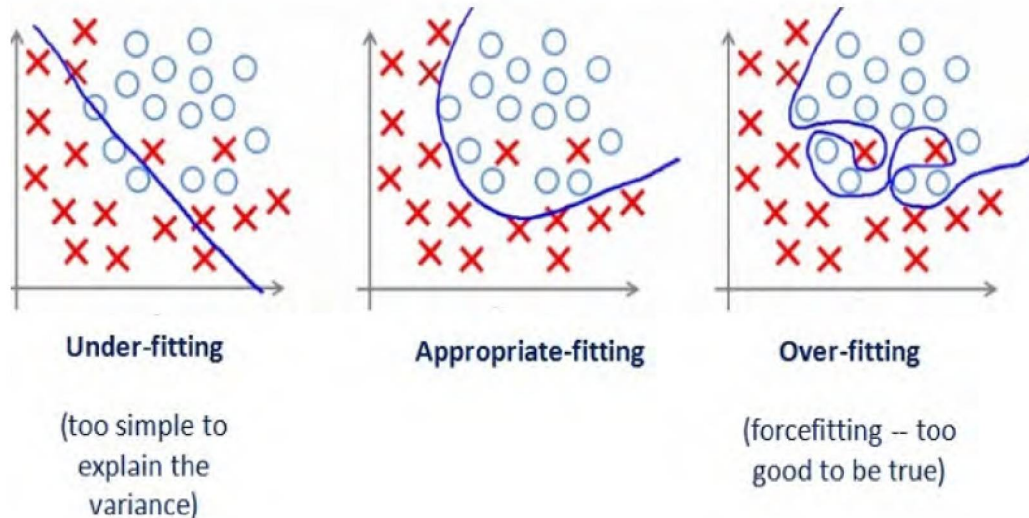 Under-fitting
Appropriate-fitting
Over-fitting
(too simple to
explain the
variance)
(forcefitting -- too
good to be true)